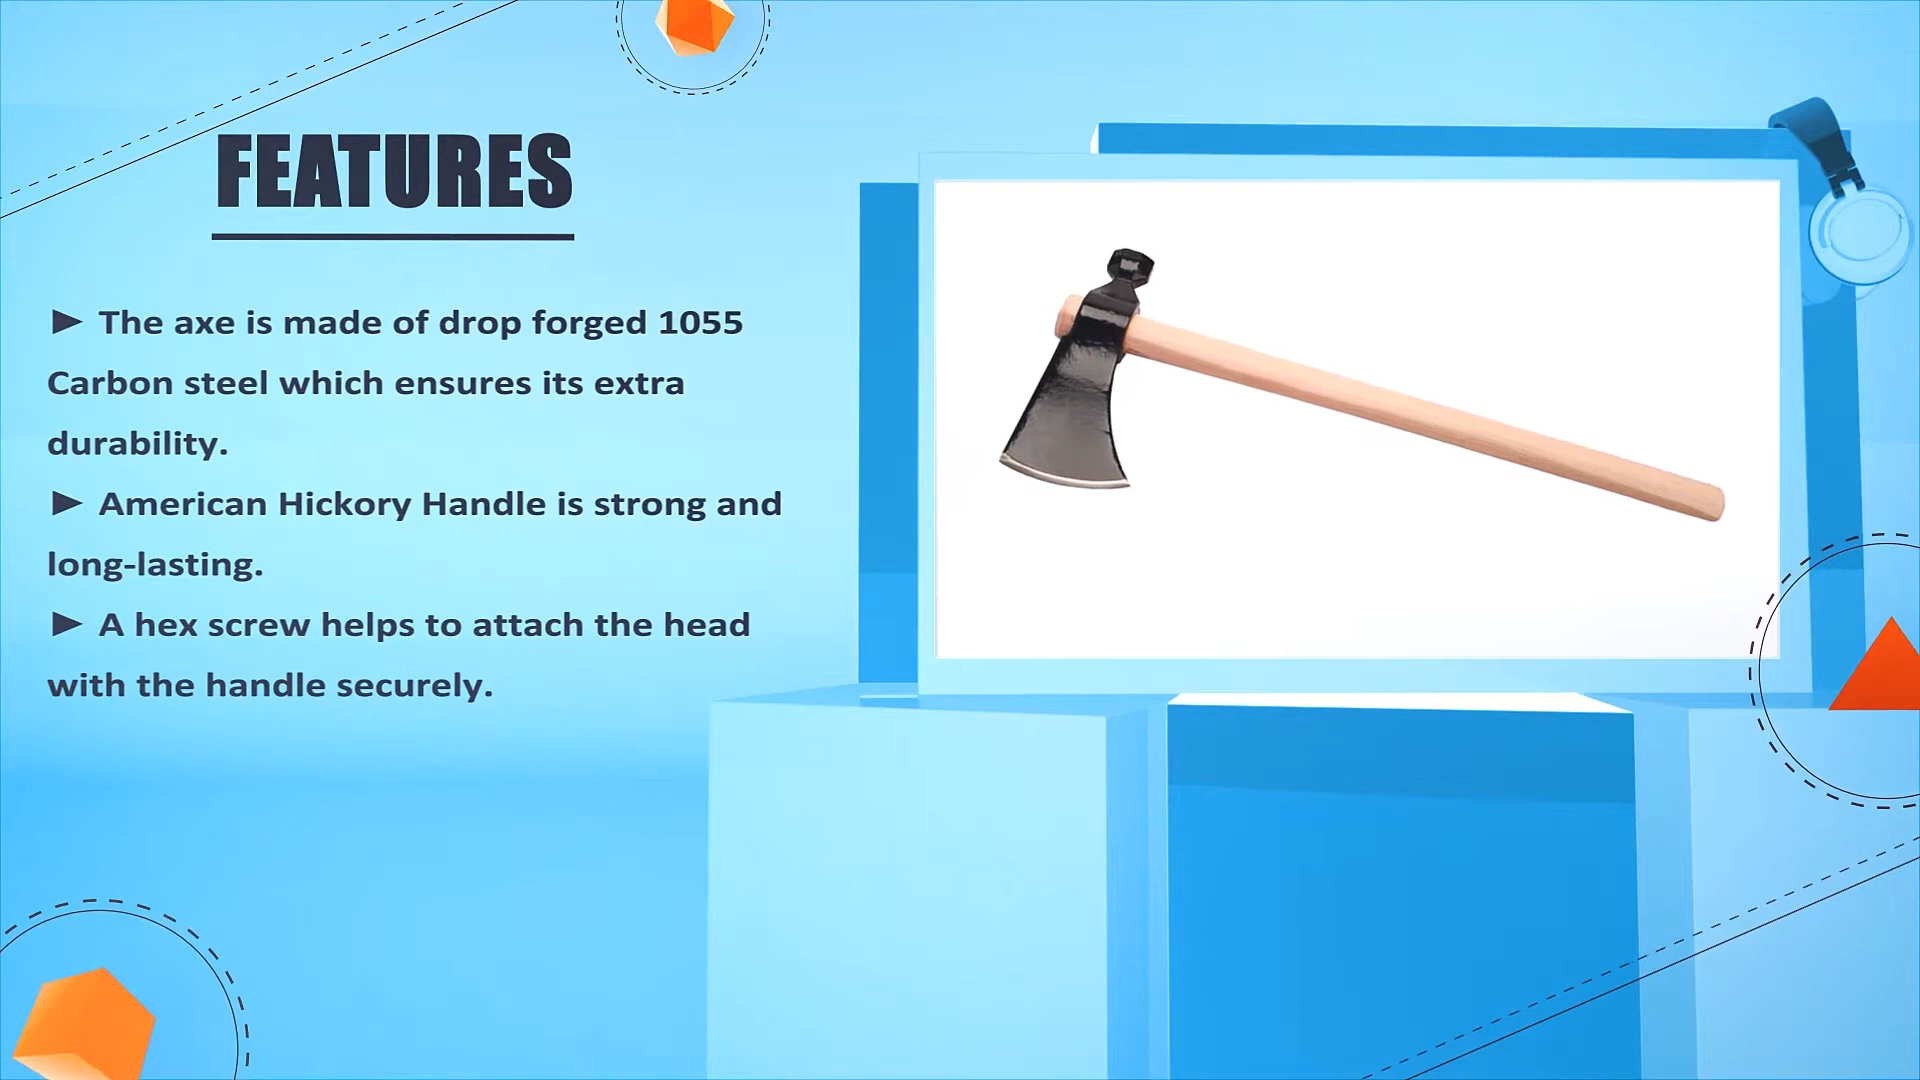 FEATURES
► The axe is made of drop forged 1055
Carbon steel which ensures its extra
durability.
► American Hickory Handle is strong and
long-lasting.
► A hex screw helps to attach the head
with the handle securely.